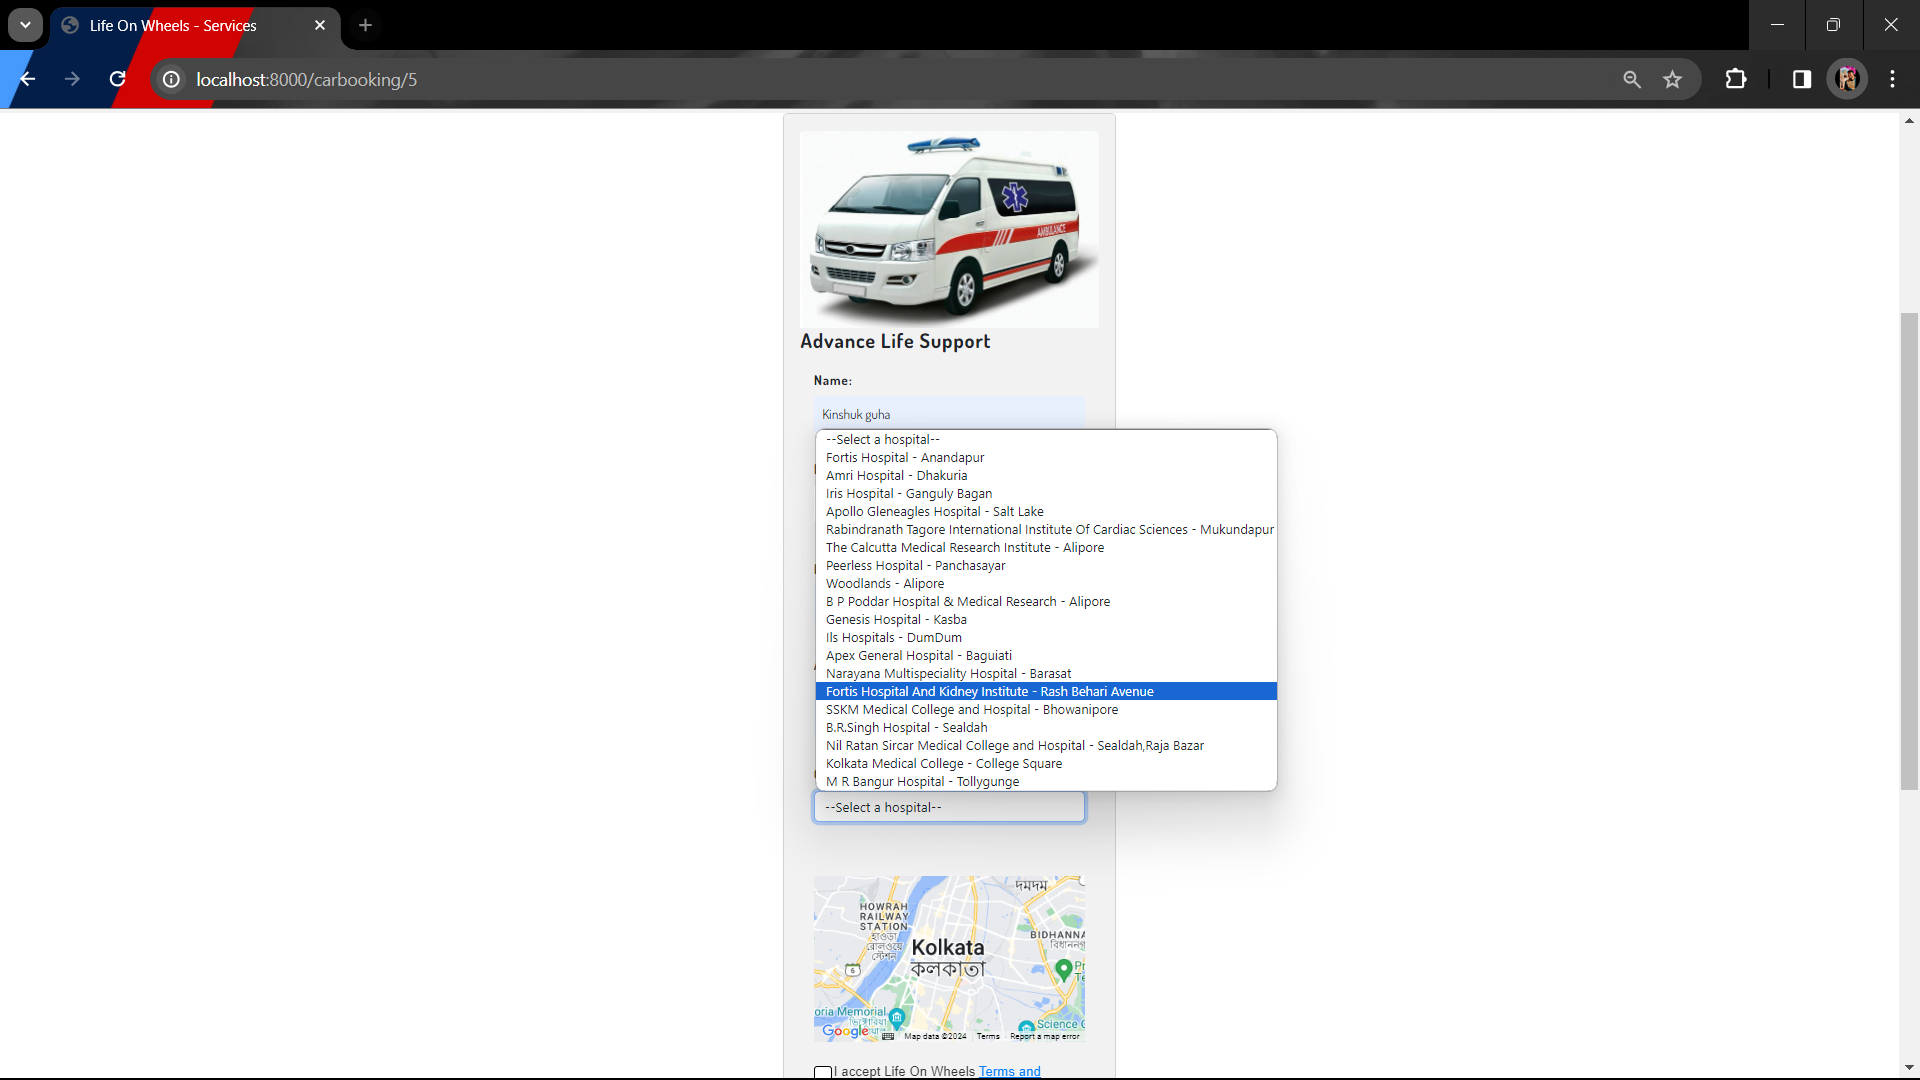 Life On Wheels - Services
localhost:8000/carbooking/5
AMBULANCE
Advance Life Support
Name:
Kinshuk guha
--Select a hospital--
Fortis Hospital - Anandapur
Amri Hospital - Dhakuria
Iris Hospital - Ganguly Bagan
Apollo Gleneagles Hospital - Salt Lake
Rabindranath Tagore International Institute Of Cardiac Sciences - Mukundapur
The Calcutta Medical Research Institute - Alipore
Peerless Hospital - Panchasayar
Woodlands - Alipore
B P Poddar Hospital & Medical Research - Alipore
Genesis Hospital - Kasba
Ils Hospitals - DumDum
Apex General Hospital - Baguiati
Narayana Multispeciality Hospital - Barasat
Fortis Hospital And Kidney Institute - Rash Behari Avenue
SSKM Medical College and Hospital - Bhowanipore
B.R.Singh Hospital - Sealdah
Nil Ratan Sircar Medical College and Hospital - Sealdah,Raja Bazar
Kolkata Medical College - College Square
M R Bangur Hospital - Tollygunge
--Select a hospital--
দমদম
HOWRAH
RAILWAY
STATION
হাওড়া
রেলওয়ে
স্টেশন
BIDHANNA
Kolkata
কলকাতা
6
oria Memorial
Science C
Google
Map data ©2024
Terms
Report a map error
I accept Life On Wheels Terms and